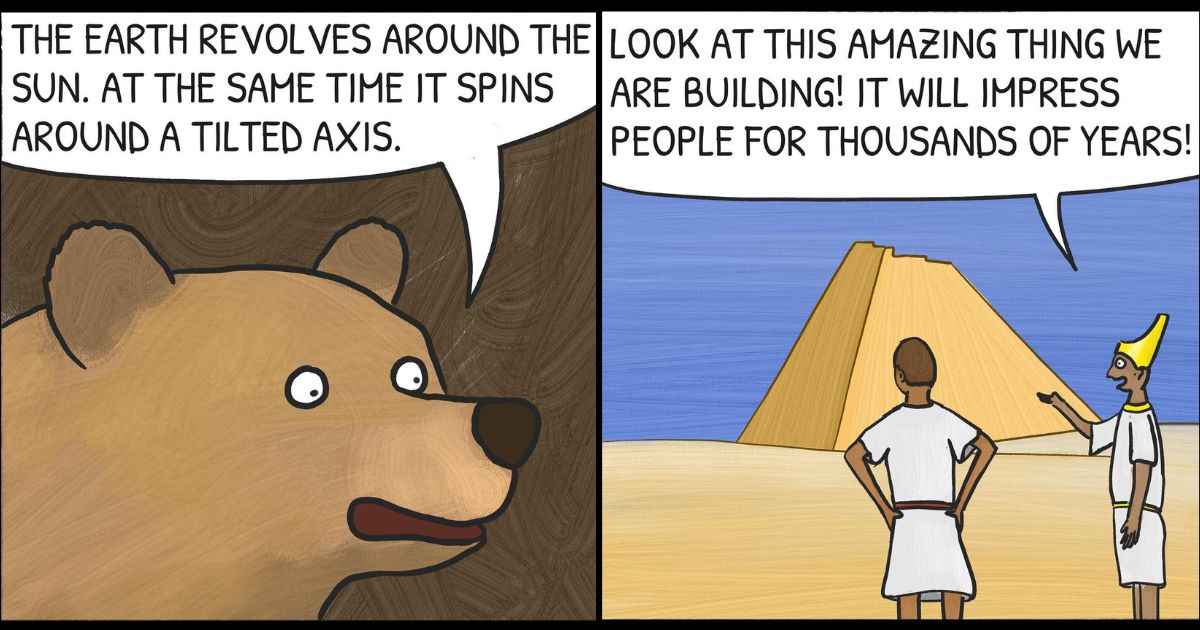 THE EARTH REVOLVES AROUND THE
SUN. AT THE SAME TIME IT SPINS
AROUND A TILTED AXIS.
LOOK AT THIS AMAZING THING WE
ARE BUILDING! IT WILL IMPRESS
PEOPLE FOR THOUSANDS OF YEARS!